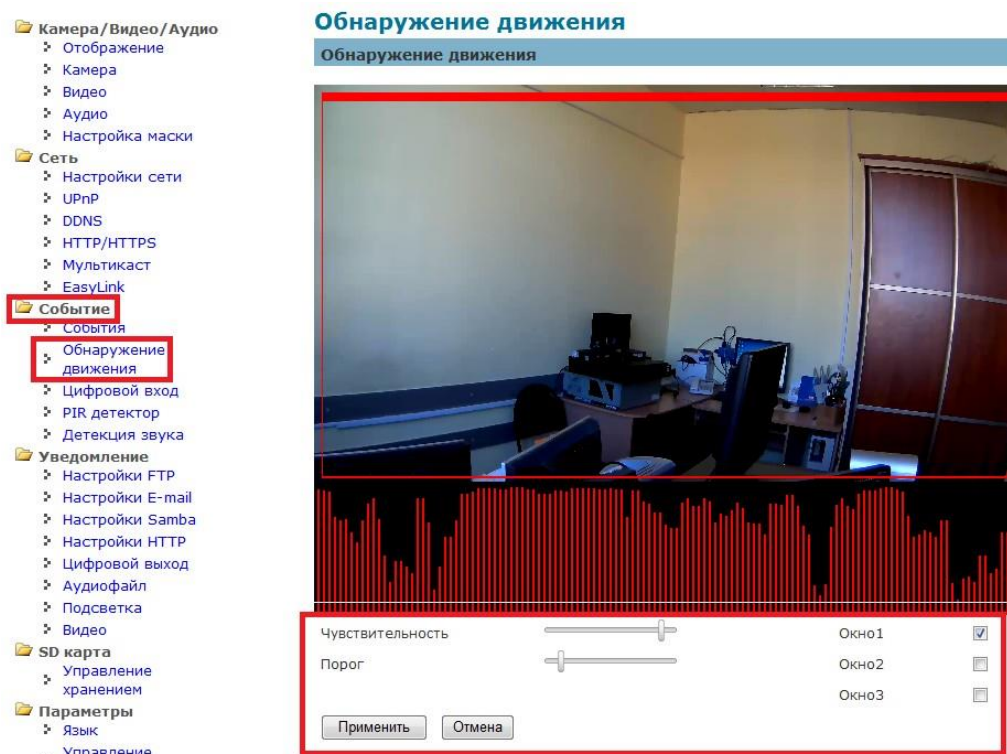 Камера/Видео/Аудио
Отображение
Камера
Видео
Аудио
Настройка маски
Сеть
Настройки сети
UPnP
DDNS
HTTP/HTTPS
Мультикаст
EasyLink
Событие
События
Обнаружение
движения
Цифровой вход
PIR детектор
Детекция звука
Уведомление
Настройки FTP
Настройки E-mail
Настройки Samba
Настройки HTTP
Цифровой выход
Аудиофайл
Подсветка
Видео
SD карта
Управление
хранением
Параметры
Язык
Управление
Обнаружение движения
Обнаружение движения
Чувствительность
Окно1
Порог
Окно2
Окно3
Применить
Отмена